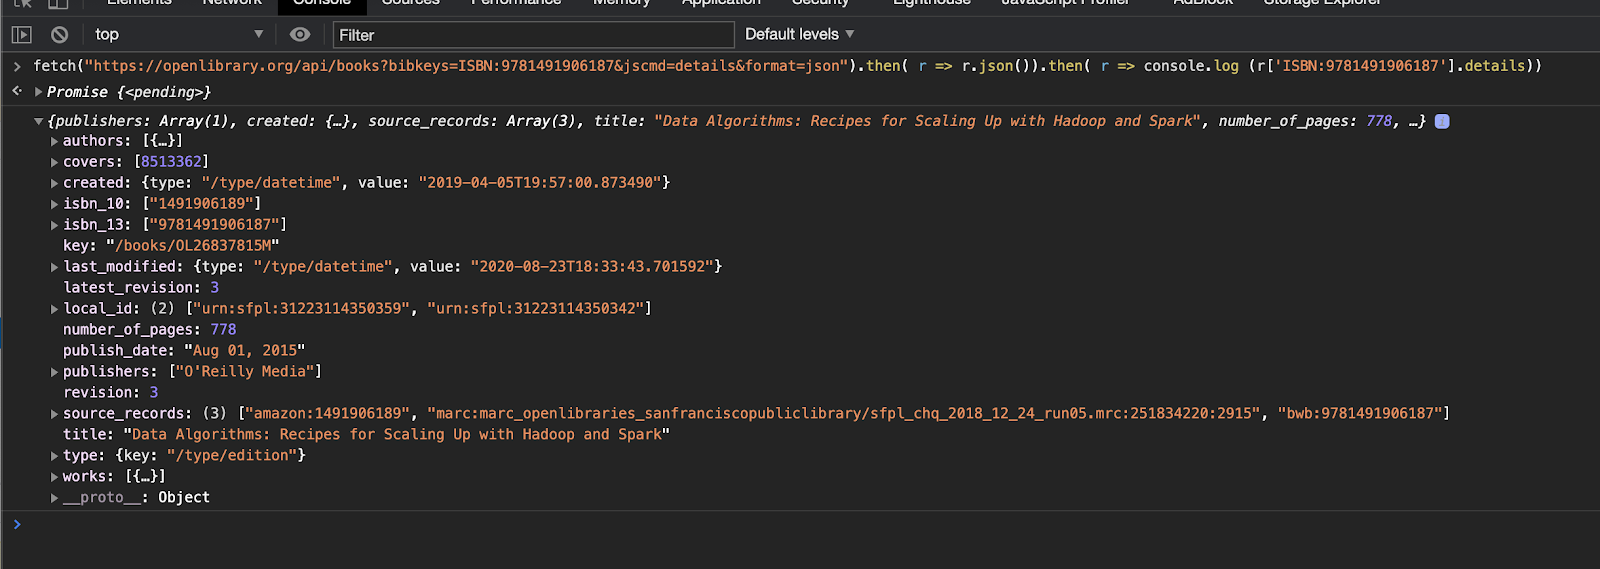 Elements Network Console Sources Performance Memory Application Security Lighthouse JavaScript Profiler AdBlock Storage Explorer
top ▼ Filter Default levels ▼
> fetch("https://openlibrary.org/api/books?bibkeys=ISBN:9781491906187&jscmd=details&format=json").then( r => r.json()).then( r => console.log (r['ISBN:9781491906187'].details))
Promise {<pending>}
{publishers: Array(1), created: {…}, source_records: Array(3), title: "Data Algorithms: Recipes for Scaling Up with Hadoop and Spark", number_of_pages: 778, …} i
authors: [{…}]
covers: [8513362]
created: {type: "/type/datetime", value: "2019-04-05T19:57:00.873490"}
isbn_10: ["1491906189"]
isbn_13: ["9781491906187"]
key: "/books/OL26837815M"
last_modified: {type: "/type/datetime", value: "2020-08-23T18:33:43.701592"}
latest_revision: 3
local_id: (2) ["urn:sfpl:31223114350359", "urn:sfpl:31223114350342"]
number_of_pages: 778
publish_date: "Aug 01, 2015"
publishers: ["O'Reilly Media"]
revision: 3
source_records: (3) ["amazon:1491906189", "marc:marc_openlibraries_sanfranciscopubliclibrary/sfpl_chq_2018_12_24_run05.mrc:251834220:2915", "bwb:9781491906187"]
title: "Data Algorithms: Recipes for Scaling Up with Hadoop and Spark"
type: {key: "/type/edition"}
works: [{…}]
__proto__: Object
>